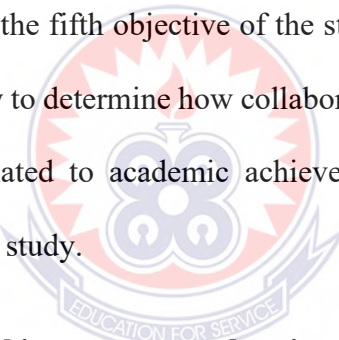 the fifth objective of the st
to determine how collabor
ated to academic achieve
study.
EDUCATION FOR SERVICE